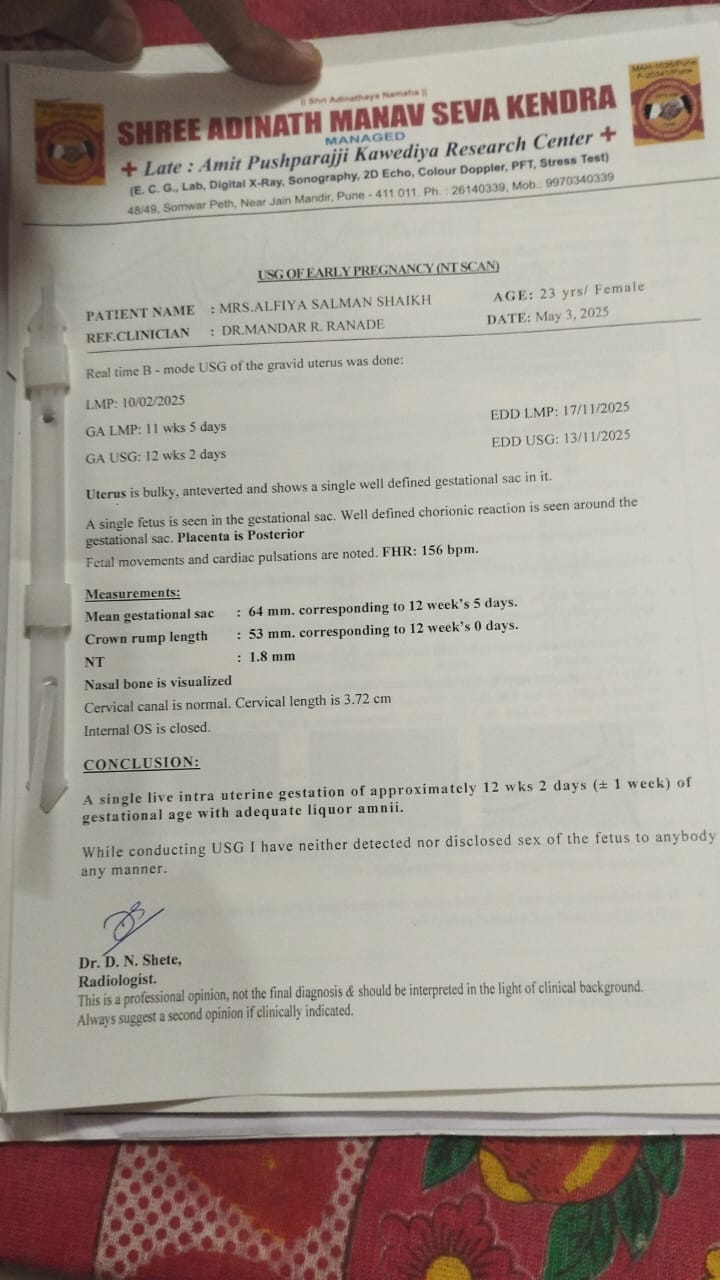 || Shri Adinathaya Namaha ||
SHREE ADINATH MANAV SEVA KENDRA
MANAGED
Late : Amit Pushparajji Kawediya Research Center
(E. C. G., Lab, Digital X-Ray, Sonography, 2D Echo, Colour Doppler, PFT, Stress Test)
48/49, Somwar Peth, Near Jain Mandir, Pune - 411 011. Ph. : 26140339, Mob.. 9970340339
USG OF EARLY PREGNANCY (NT SCAN)
PATIENT NAME : MRS.ALFIYA SALMAN SHAIKH AGE: 23 yrs/ Female
REF.CLINICIAN : DR.MANDAR R. RANADE DATE: May 3, 2025
Real time B - mode USG of the gravid uterus was done:
LMP: 10/02/2025
GA LMP: 11 wks 5 days EDD LMP: 17/11/2025
GA USG: 12 wks 2 days EDD USG: 13/11/2025
Uterus is bulky, anteverted and shows a single well defined gestational sac in it.
A single fetus is seen in the gestational sac. Well defined chorionic reaction is seen around the
gestational sac. Placenta is Posterior
Fetal movements and cardiac pulsations are noted. FHR: 156 bpm.
Measurements:
Mean gestational sac : 64 mm. corresponding to 12 week's 5 days.
Crown rump length : 53 mm. corresponding to 12 week's 0 days.
NT : 1.8 mm
Nasal bone is visualized
Cervical canal is normal. Cervical length is 3.72 cm
Internal OS is closed.
CONCLUSION:
A single live intra uterine gestation of approximately 12 wks 2 days (± 1 week) of
gestational age with adequate liquor amnii.
While conducting USG I have neither detected nor disclosed sex of the fetus to anybody
any manner.
Dr. D. N. Shete,
Radiologist.
This is a professional opinion, not the final diagnosis & should be interpreted in the light of clinical background.
Always suggest a second opinion if clinically indicated.